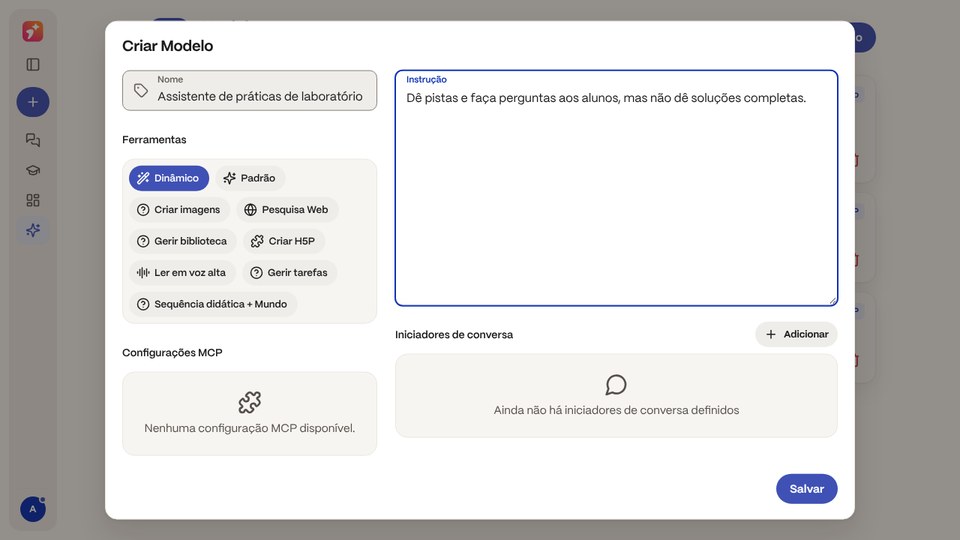 Criar Modelo
Nome
Assistente de práticas de laboratório
Ferramentas
Dinâmico
Padrão
Criar imagens
Pesquisa Web
Gerir biblioteca
Criar H5P
Ler em voz alta
Gerir tarefas
Sequência didática + Mundo
Configurações MCP
Nenhuma configuração MCP disponível.
Instrução
Dê pistas e faça perguntas aos alunos, mas não dê soluções completas.
Iniciadores de conversa
Adicionar
Ainda não há iniciadores de conversa definidos
Salvar
A